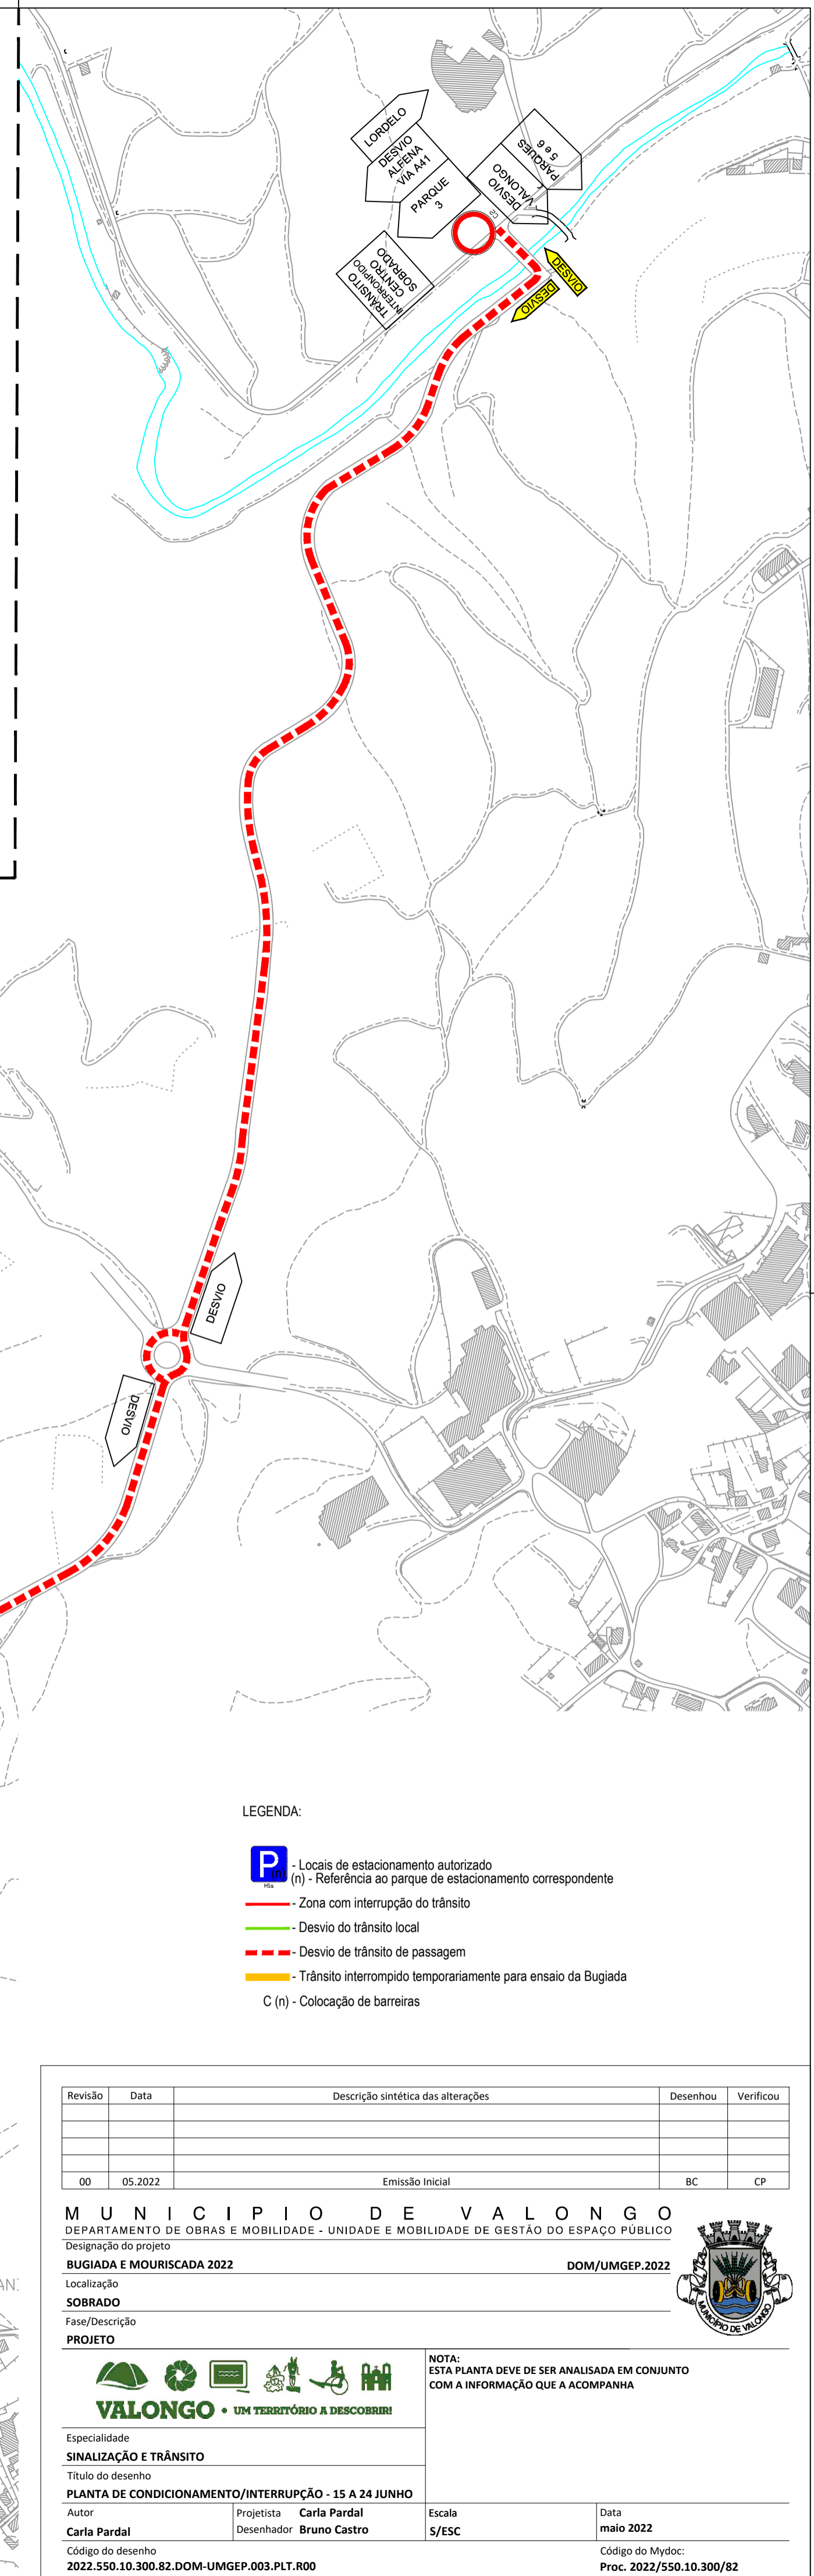 LORDELO
DESVIO
ALFENA
VIA A41
PARQUE
3
PARQUES
5 e 6
DESVIO
VALONGO
C2
TRÂNSITO
INTERROMPIDO
CENTRO
SOBRADO
DESVIO
DESVIO
DESVIO
DESVIO
LEGENDA:
P
(n)
H1a
- Locais de estacionamento autorizado
(n) - Referência ao parque de estacionamento correspondente
- Zona com interrupção do trânsito
- Desvio do trânsito local
- Desvio de trânsito de passagem
- Trânsito interrompido temporariamente para ensaio da Bugiada
C (n) - Colocação de barreiras
Revisão Data Descrição sintética das alterações Desenhou Verificou
00 05.2022 Emissão Inicial BC CP
MUNICIPIO DE VALONGO
DEPARTAMENTO DE OBRAS E MOBILIDADE - UNIDADE E MOBILIDADE DE GESTÃO DO ESPAÇO PÚBLICO
Designação do projeto
BUGIADA E MOURISCADA 2022 DOM/UMGEP.2022
Localização
SOBRADO
Fase/Descrição
PROJETO
MUNICÍPIO DE VALONGO
VALONGO • UM TERRITÓRIO A DESCOBRIR!
NOTA:
ESTA PLANTA DEVE DE SER ANALISADA EM CONJUNTO
COM A INFORMAÇÃO QUE A ACOMPANHA
Especialidade
SINALIZAÇÃO E TRÂNSITO
Título do desenho
PLANTA DE CONDICIONAMENTO/INTERRUPÇÃO - 15 A 24 JUNHO
Autor
Carla Pardal
Projetista Carla Pardal
Desenhador Bruno Castro
Escala
S/ESC
Data
maio 2022
Código do desenho
2022.550.10.300.82.DOM-UMGEP.003.PLT.R00
Código do Mydoc:
Proc. 2022/550.10.300/82